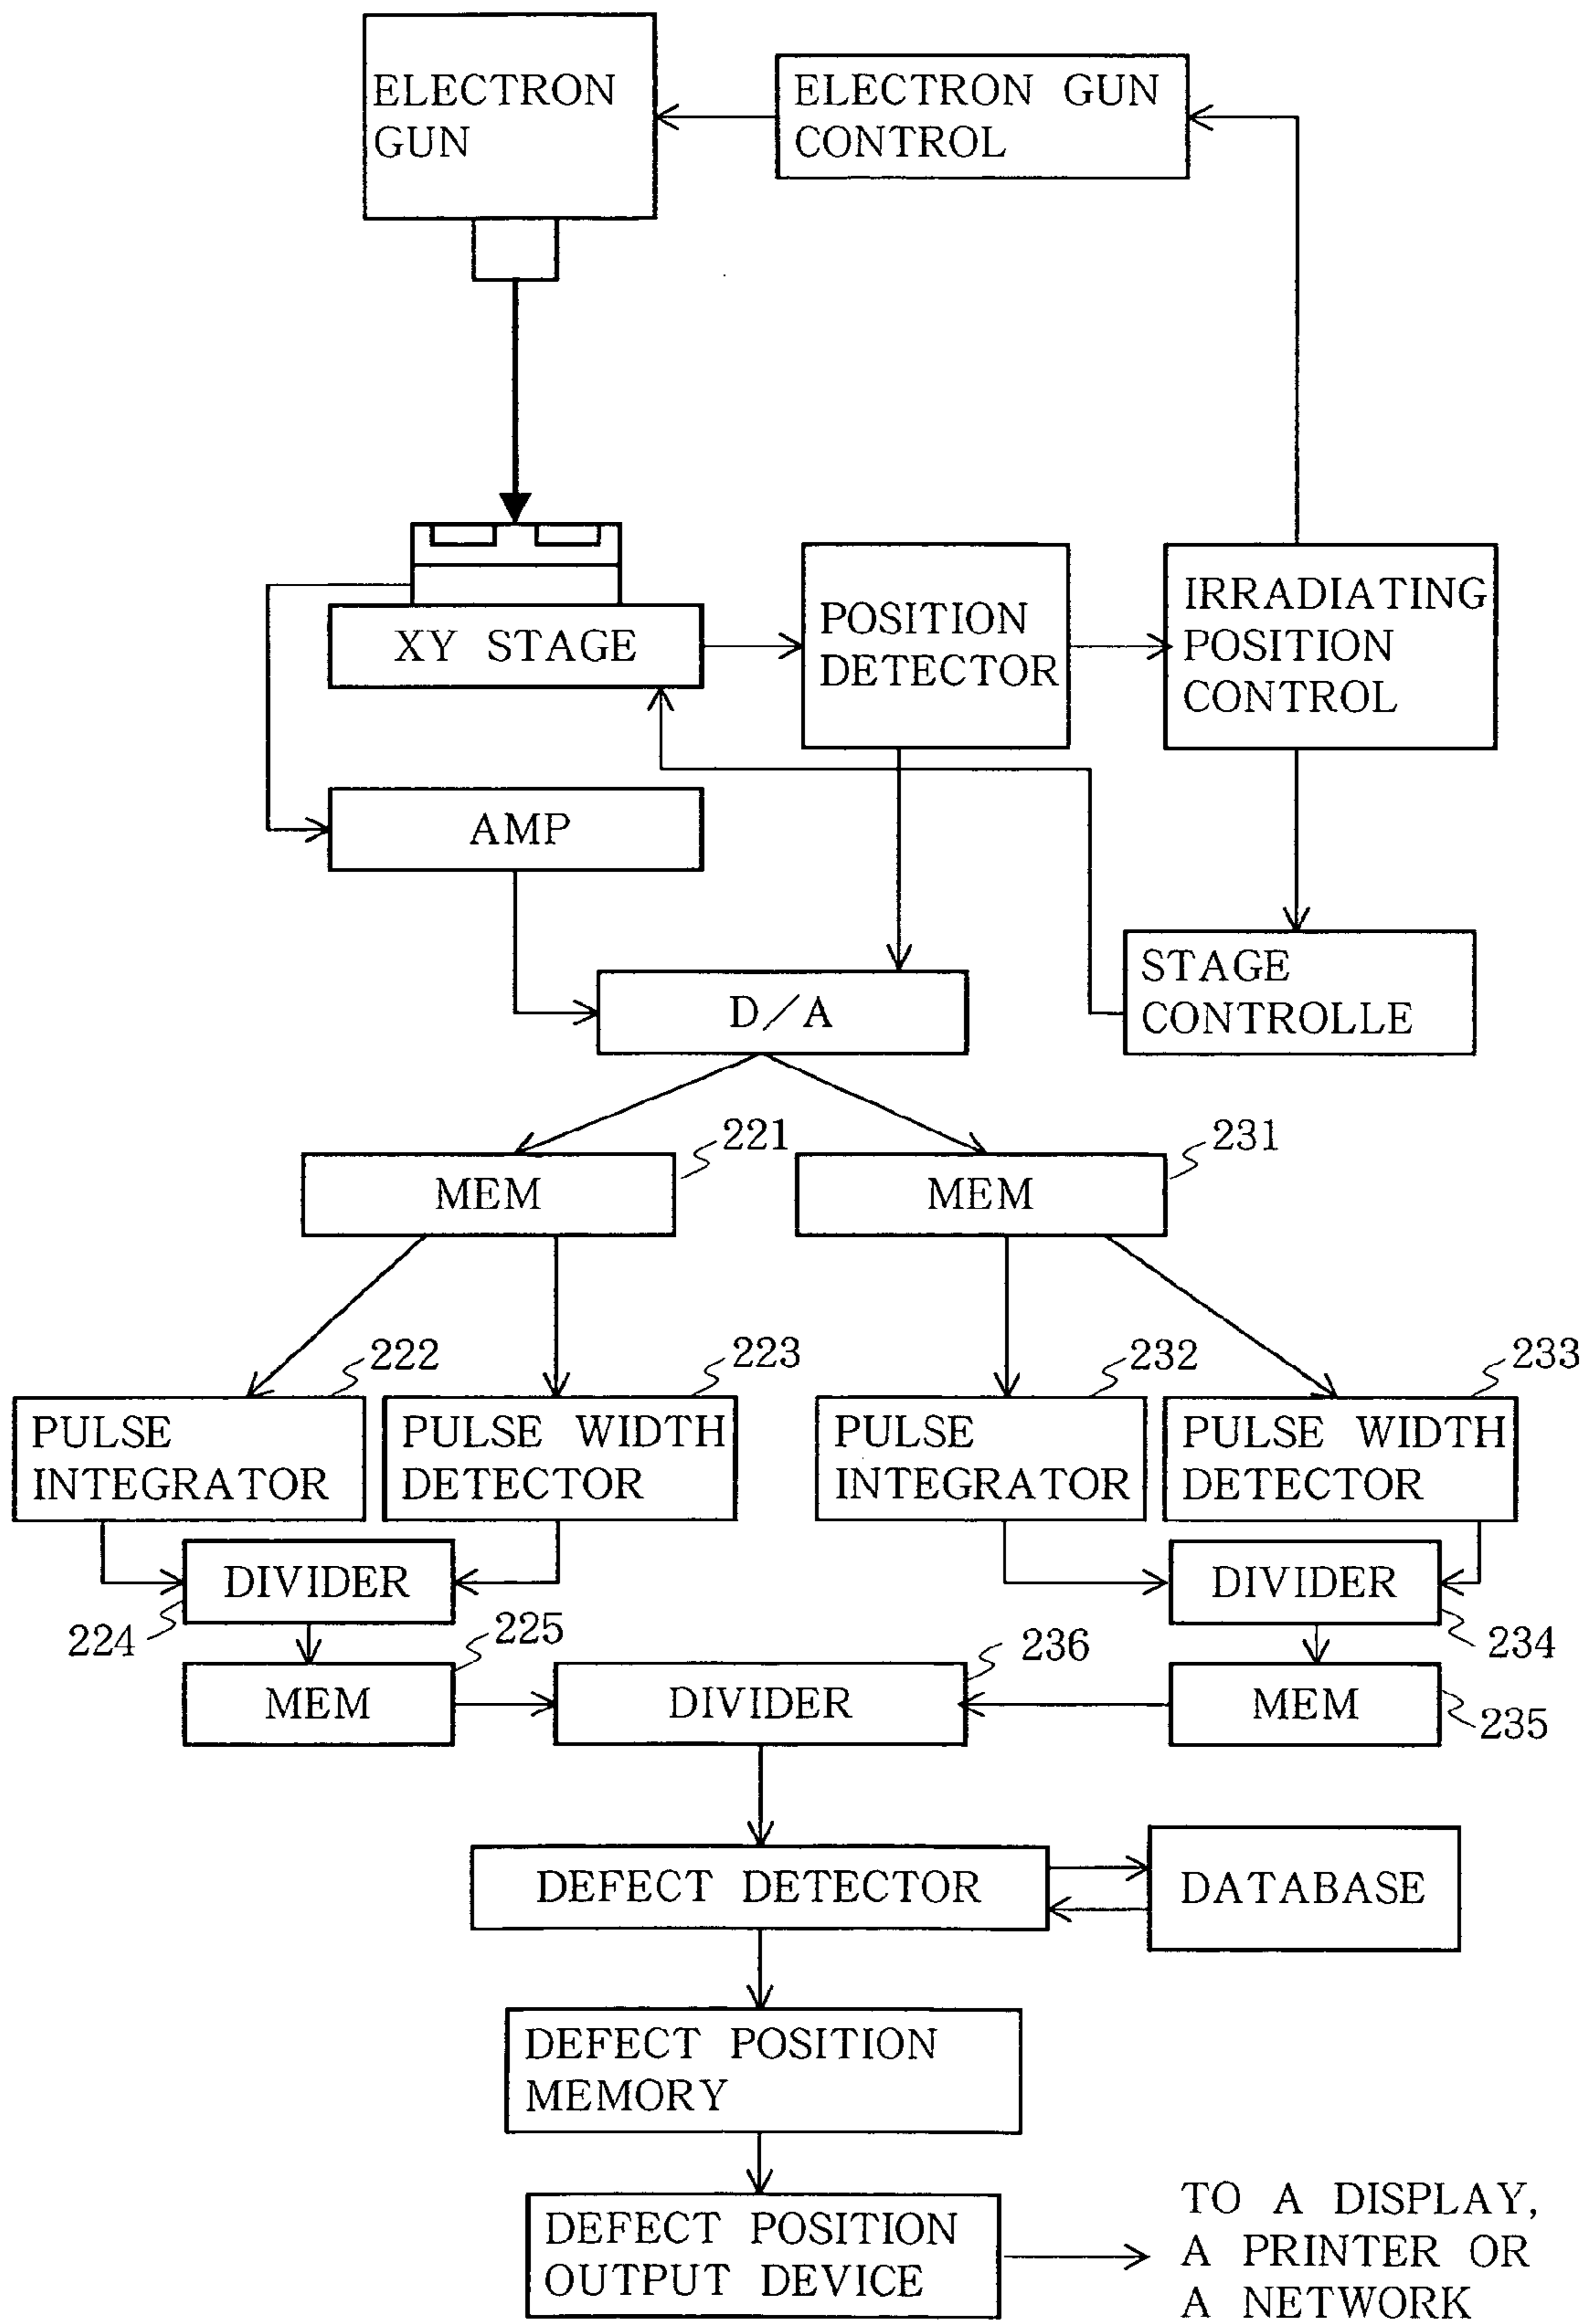 ELECTRON
GUN
ELECTRON GUN
CONTROL
XY STAGE
POSITION
DETECTOR
IRRADIATING
POSITION
CONTROL
AMP
STAGE
CONTROLLE
D/A
221
231
MEM
MEM
222
223
232
233
PULSE
INTEGRATOR
PULSE WIDTH
DETECTOR
PULSE
INTEGRATOR
PULSE WIDTH
DETECTOR
DIVIDER
DIVIDER
224
225
236
234
MEM
DIVIDER
MEM
235
DEFECT DETECTOR
DATABASE
DEFECT POSITION
MEMORY
DEFECT POSITION
OUTPUT DEVICE
TO A DISPLAY,
A PRINTER OR
A NETWORK